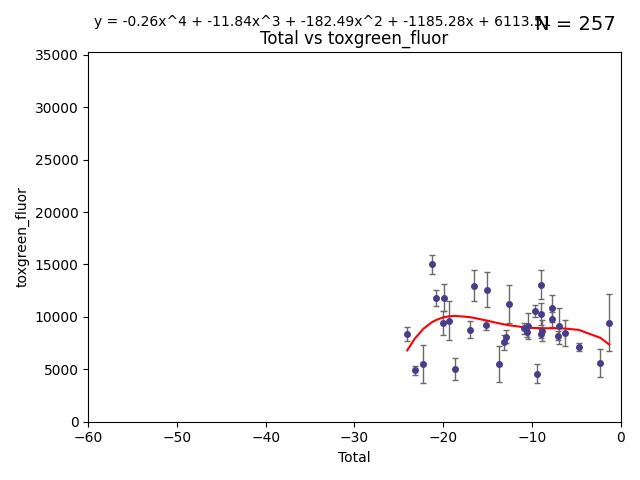 y = -0.26x^4 + -11.84x^3 + -182.49x^2 + -1185.28x + 6113.51
N = 257
Total vs toxgreen_fluor
35000
30000
25000
20000
15000
10000
5000
0
toxgreen_fluor
−60 −50 −40 −30 −20 −10 0
Total